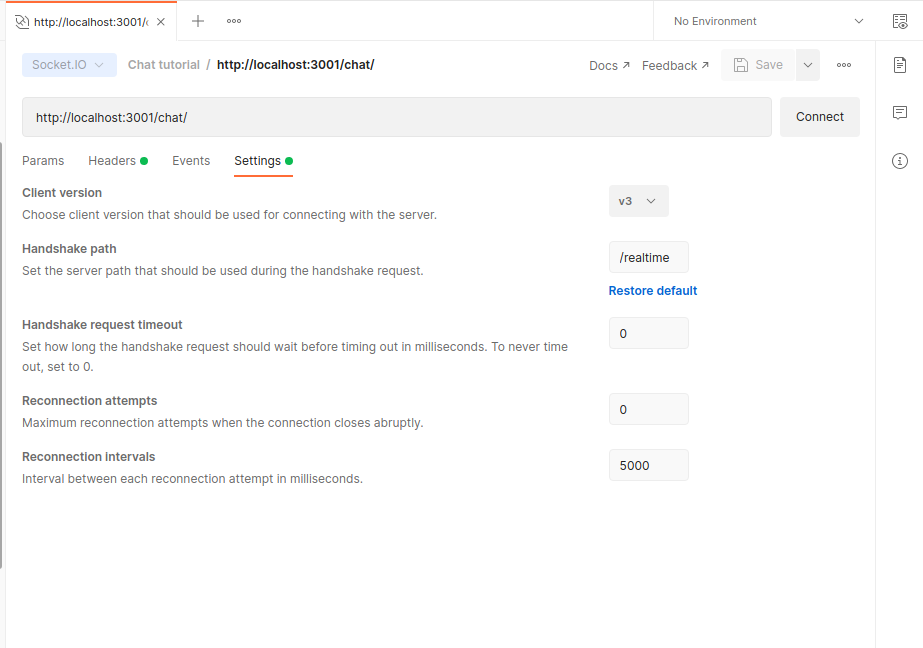 http://localhost:3001/c
No Environment
Socket.IO
Chat tutorial / http://localhost:3001/chat/
Docs ↗ Feedback ↗ Save
http://localhost:3001/chat/
Connect
Params Headers Events Settings
Client version
Choose client version that should be used for connecting with the server.
v3
Handshake path
Set the server path that should be used during the handshake request.
/realtime
Restore default
Handshake request timeout
Set how long the handshake request should wait before timing out in milliseconds. To never time
out, set to 0.
0
Reconnection attempts
Maximum reconnection attempts when the connection closes abruptly.
0
Reconnection intervals
Interval between each reconnection attempt in milliseconds.
5000